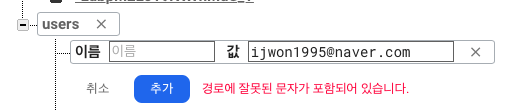 users ×
이름 이름 값 ijwon1995@naver.com ×
취소 추가 경로에 잘못된 문자가 포함되어 있습니다.